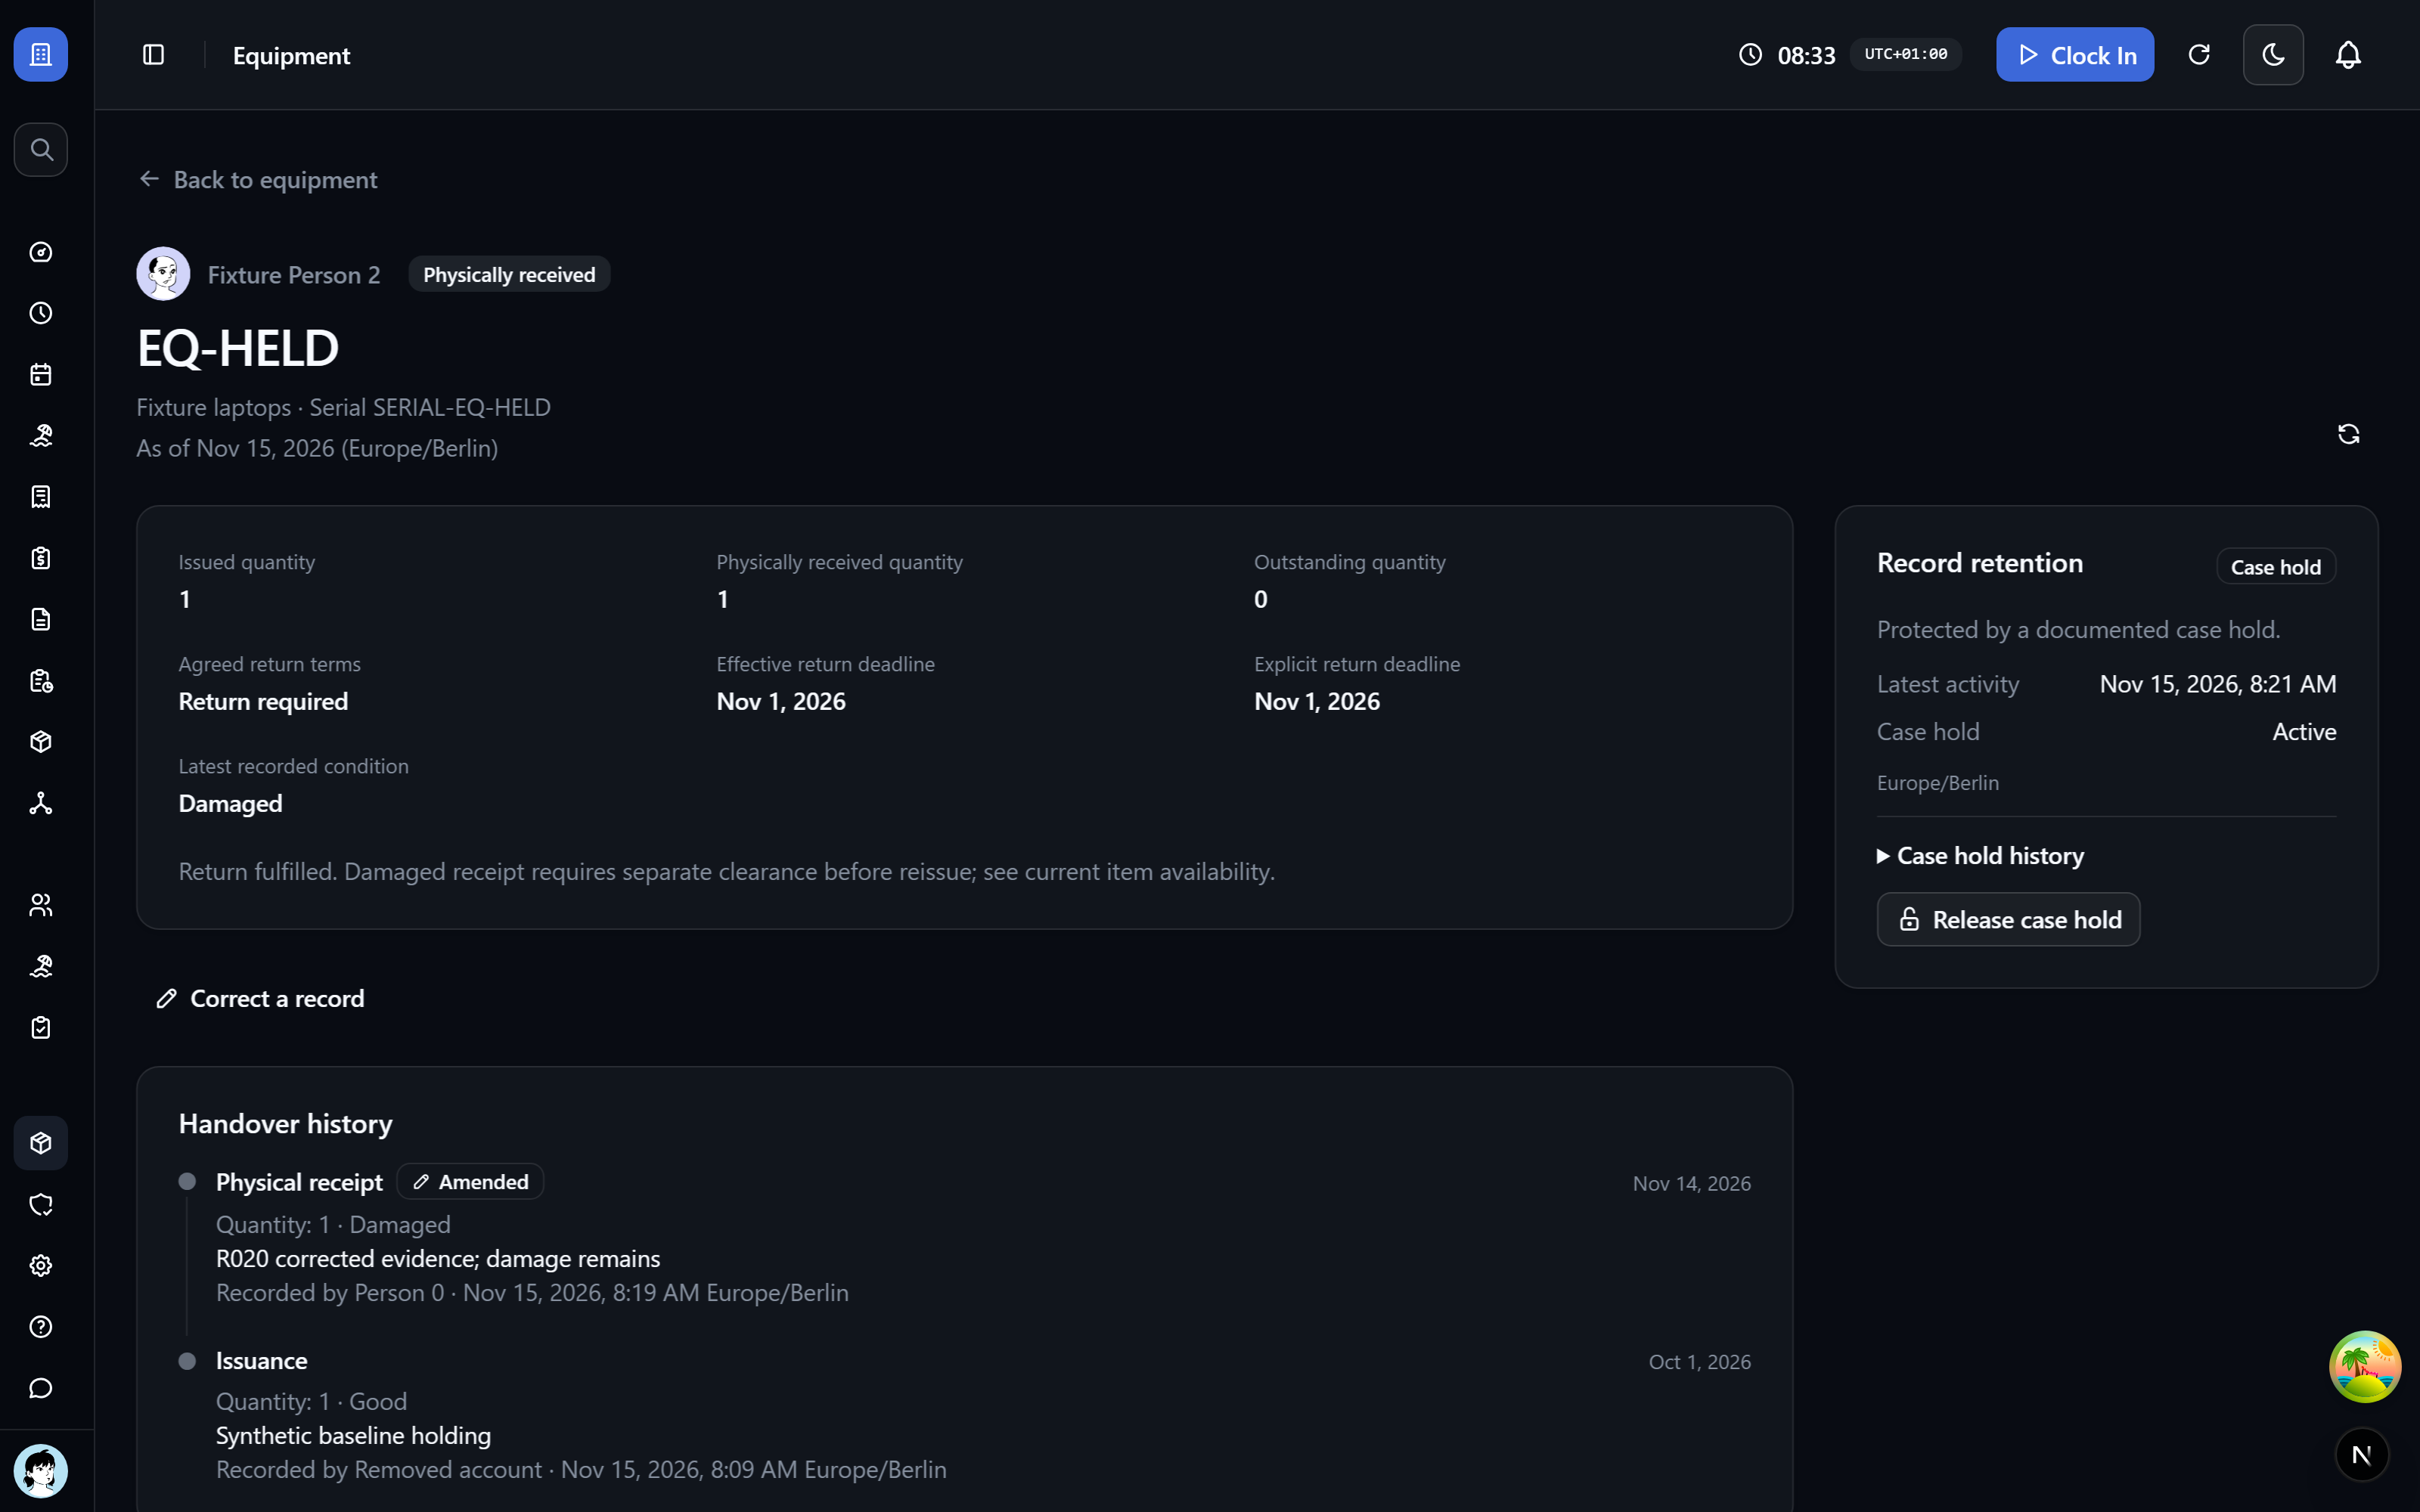 Equipment
08:33
UTC+01:00
Clock In
Back to equipment
Fixture Person 2
Physically received
EQ-HELD
Fixture laptops · Serial SERIAL-EQ-HELD
As of Nov 15, 2026 (Europe/Berlin)
Issued quantity
1
Physically received quantity
1
Outstanding quantity
0
Agreed return terms
Return required
Effective return deadline
Nov 1, 2026
Explicit return deadline
Nov 1, 2026
Latest recorded condition
Damaged
Return fulfilled. Damaged receipt requires separate clearance before reissue; see current item availability.
Record retention
Case hold
Protected by a documented case hold.
Latest activity
Nov 15, 2026, 8:21 AM
Case hold
Active
Europe/Berlin
Case hold history
Release case hold
Correct a record
Handover history
Physical receipt
Amended
Nov 14, 2026
Quantity: 1 · Damaged
R020 corrected evidence; damage remains
Recorded by Person 0 · Nov 15, 2026, 8:19 AM Europe/Berlin
Issuance
Oct 1, 2026
Quantity: 1 · Good
Synthetic baseline holding
Recorded by Removed account · Nov 15, 2026, 8:09 AM Europe/Berlin
N